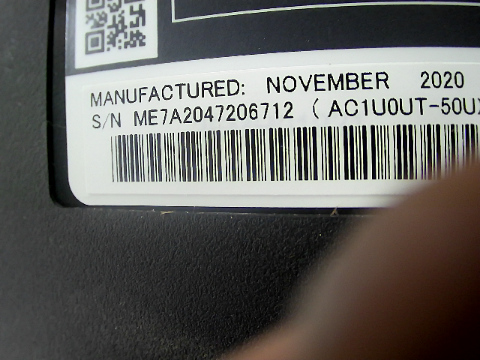 MANUFACTURED: NOVEMBER 2020
S/N ME7A2047206712 ( AC1U0UT-50U)